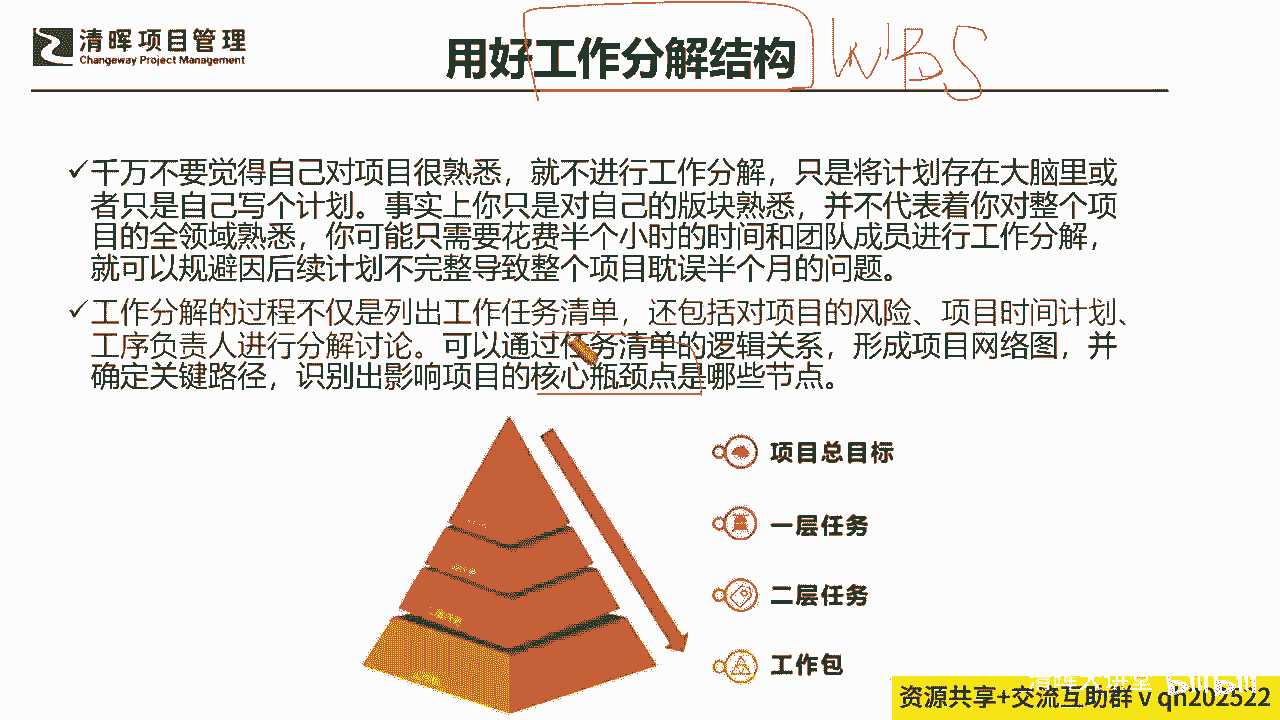 清晖项目管理
Changeway Project Management
用好工作分解结构 WBS
✓千万不要觉得自己对项目很熟悉，就不进行工作分解，只是将计划存在大脑里或
者只是自己写个计划。事实上你只是对自己的版块熟悉，并不代表着你对整个项
目的全领域熟悉，你可能只需要花费半个小时的时间和团队成员进行工作分解，
就可以规避因后续计划不完整导致整个项目耽误半个月的问题。
✓工作分解的过程不仅是列出工作任务清单，还包括对项目的风险、项目时间计划、
工序负责人进行分解讨论。可以通过任务清单的逻辑关系，形成项目网络图，并
确定关键路径，识别出影响项目的核心瓶颈点是哪些节点。
项目总目标
一层任务
二层任务
工作包
清晖大讲堂 bilibili
资源共享+交流互助群 v qh202522